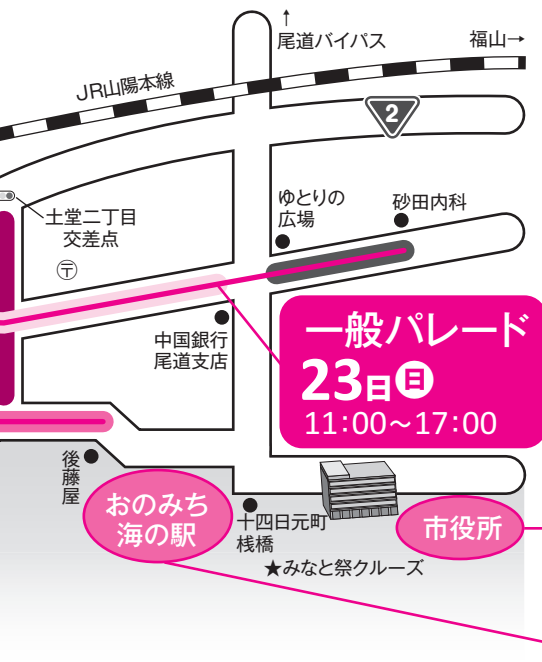 ↑
尾道バイパス
福山→
JR山陽本線
2
土堂二丁目
交差点
〒
ゆとりの
広場
砂田内科
中国銀行
尾道支店
一般パレード
23日日
11:00〜17:00
後藤屋
おのみち
海の駅
十四日元町
桟橋
★みなと祭クルーズ
市役所